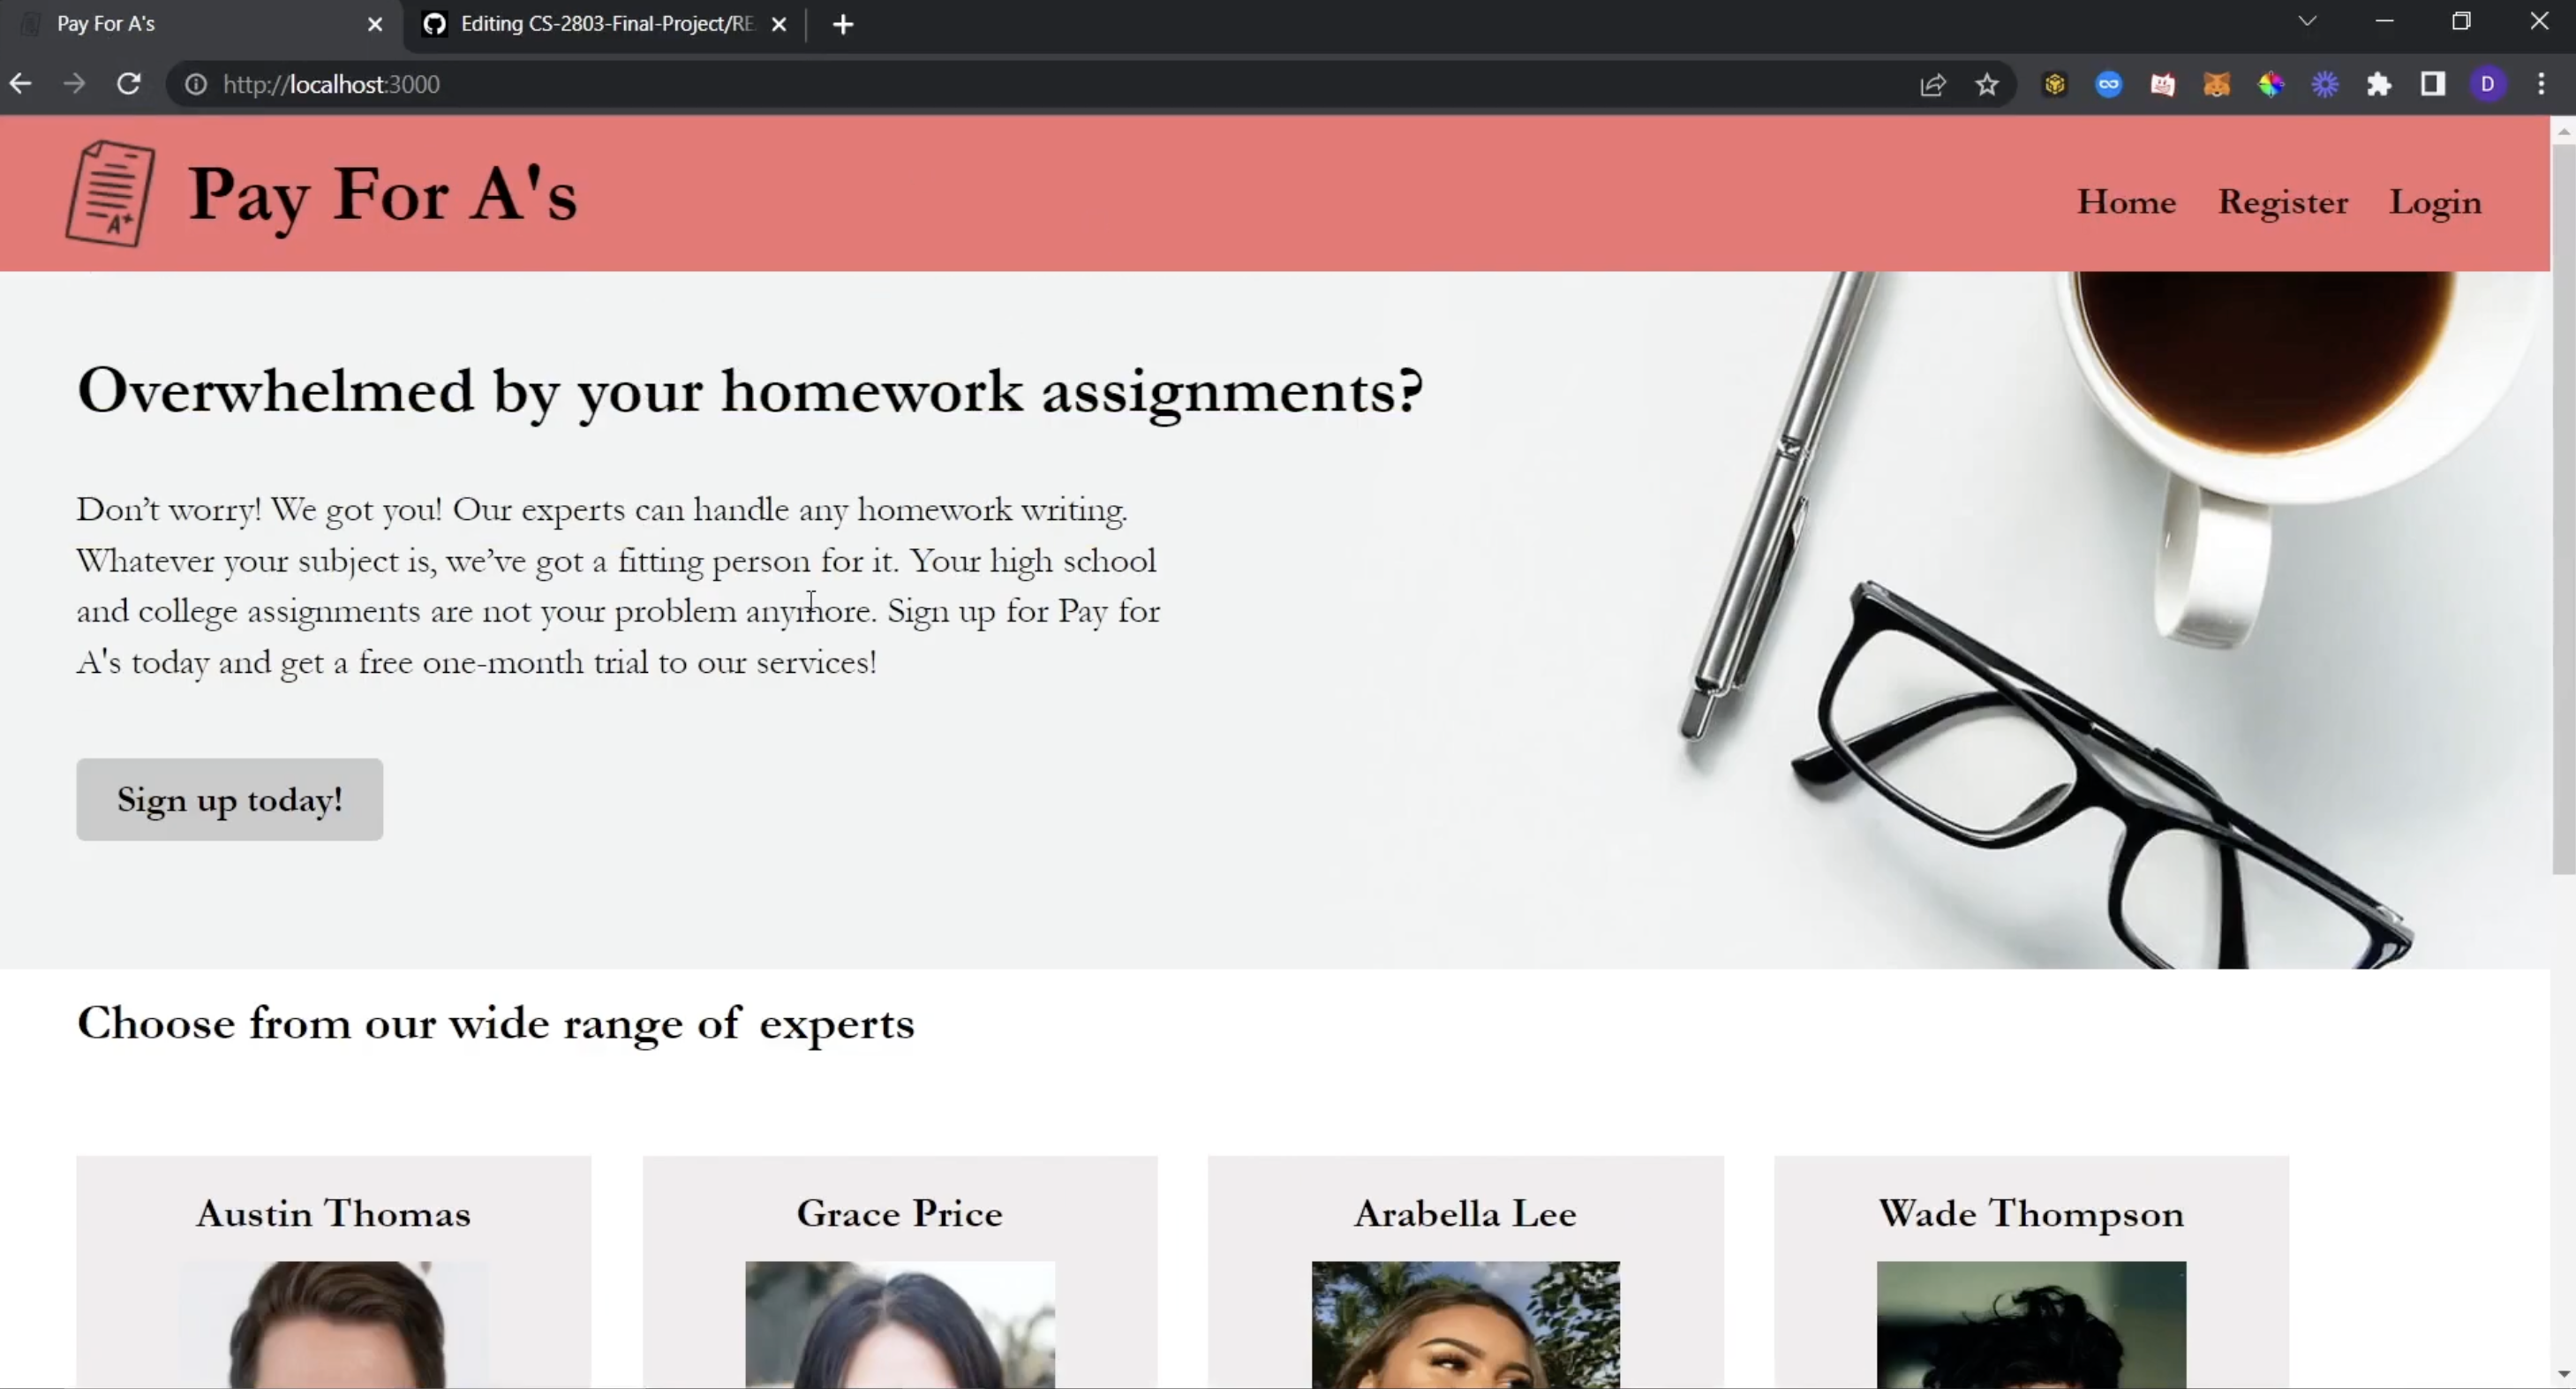 Pay For A's
Editing CS-2803-Final-Project/RE
http://localhost:3000
D
A+
Pay For A's
Home Register Login
Overwhelmed by your homework assignments?
Don’t worry! We got you! Our experts can handle any homework writing.
Whatever your subject is, we’ve got a fitting person for it. Your high school
and college assignments are not your problem anymore. Sign up for Pay for
A's today and get a free one-month trial to our services!
Sign up today!
Choose from our wide range of experts
Austin Thomas
Grace Price
Arabella Lee
Wade Thompson